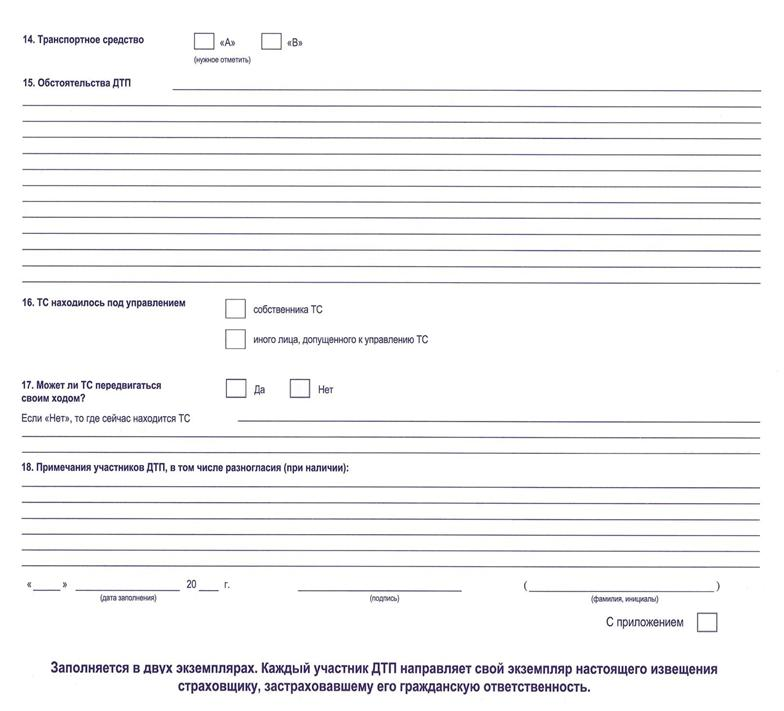 14. Транспортное средство «А» «В»
(нужное отметить)
15. Обстоятельства ДТП
16. ТС находилось под управлением собственника ТС
иного лица, допущенного к управлению ТС
17. Может ли ТС передвигаться
своим ходом? Да Нет
Если «Нет», то где сейчас находится ТС
18. Примечания участников ДТП, в том числе разногласия (при наличии):
«____» ______________ 20___ г. ______________________ (__________________________)
(дата заполнения) (подпись) (фамилия, инициалы)
С приложением
Заполняется в двух экземплярах. Каждый участник ДТП направляет свой экземпляр настоящего извещения
страховщику, застраховавшему его гражданскую ответственность.